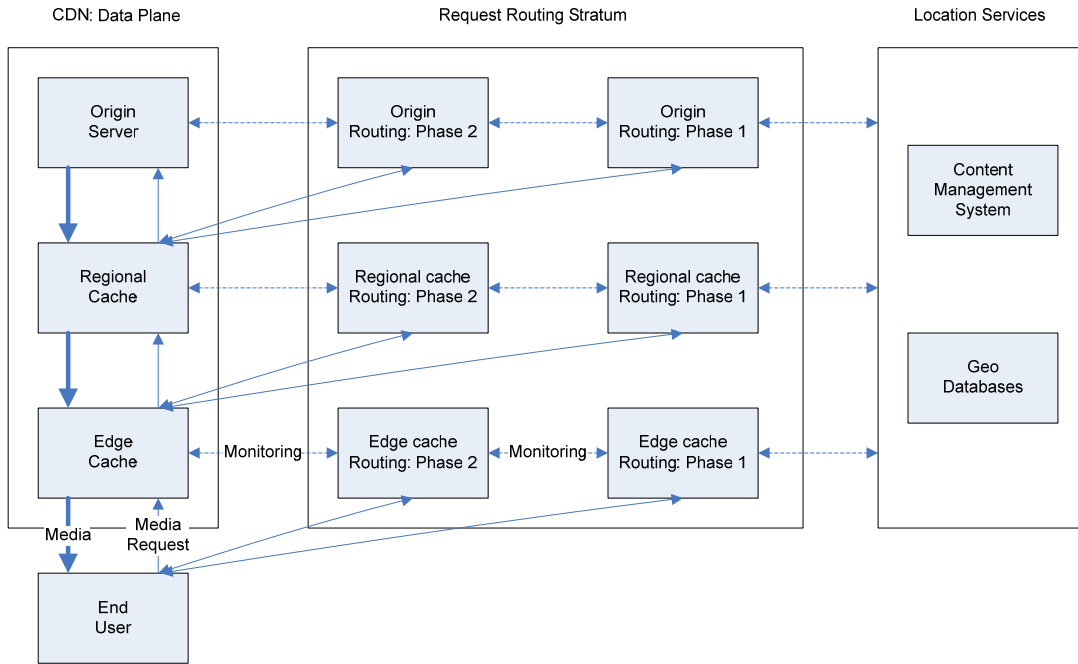 CDN: Data Plane
Request Routing Stratum
Location Services
Origin
Server
Origin
Routing: Phase 2
Origin
Routing: Phase 1
Content
Management
System
Regional
Cache
Regional cache
Routing: Phase 2
Regional cache
Routing: Phase 1
Geo
Databases
Edge
Cache
Monitoring
Edge cache
Routing: Phase 2
Monitoring
Edge cache
Routing: Phase 1
Media
Media
Request
End
User